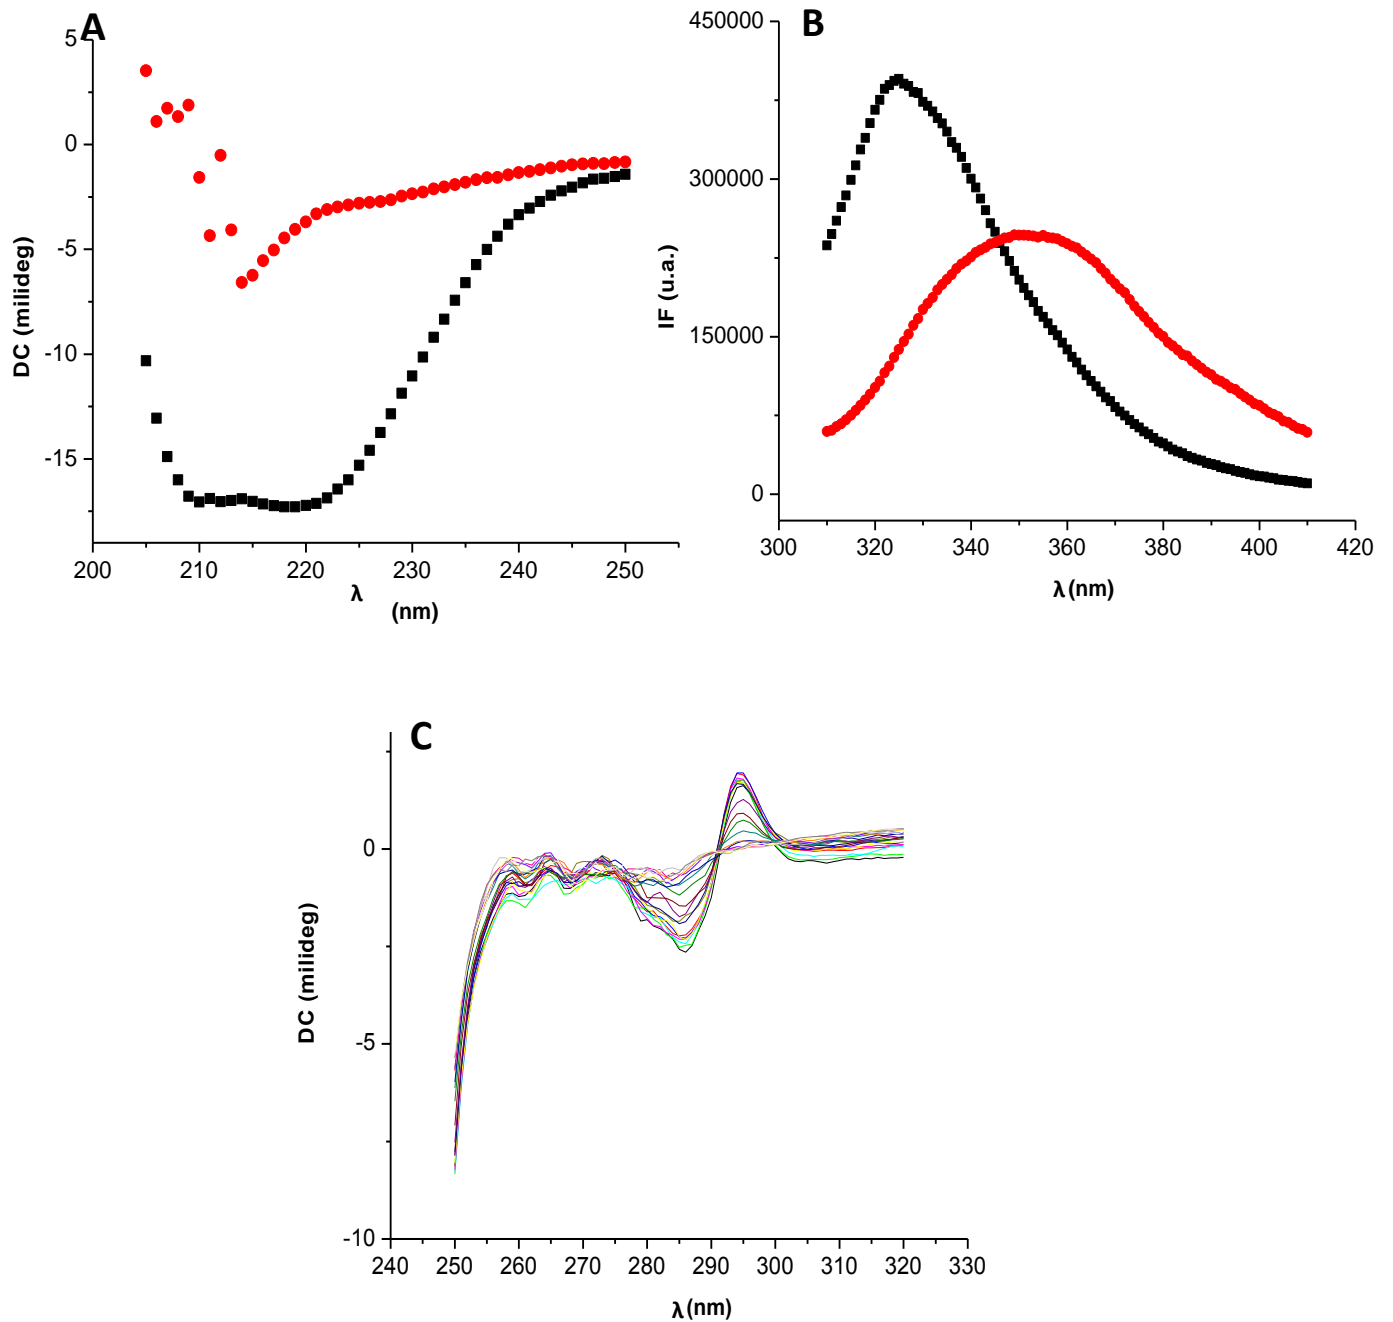 A
5
0
-5
-10
-15
DC (milideg)
200 210 220 230 240 250
λ
(nm)
B
450000
300000
150000
0
IF (u.a.)
300 320 340 360 380 400 420
λ (nm)
C
0
-5
-10
DC (milideg)
240 250 260 270 280 290 300 310 320 330
λ (nm)